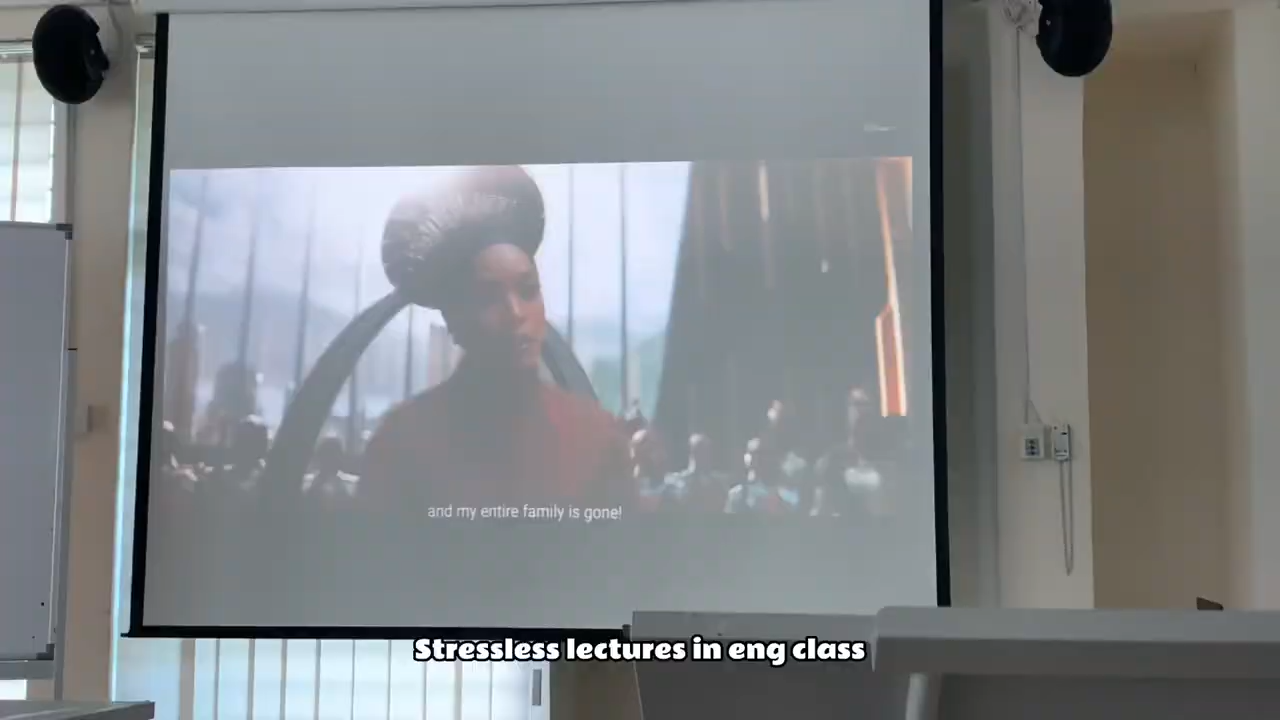 and my entire family is gone!
Stressless lectures in eng class